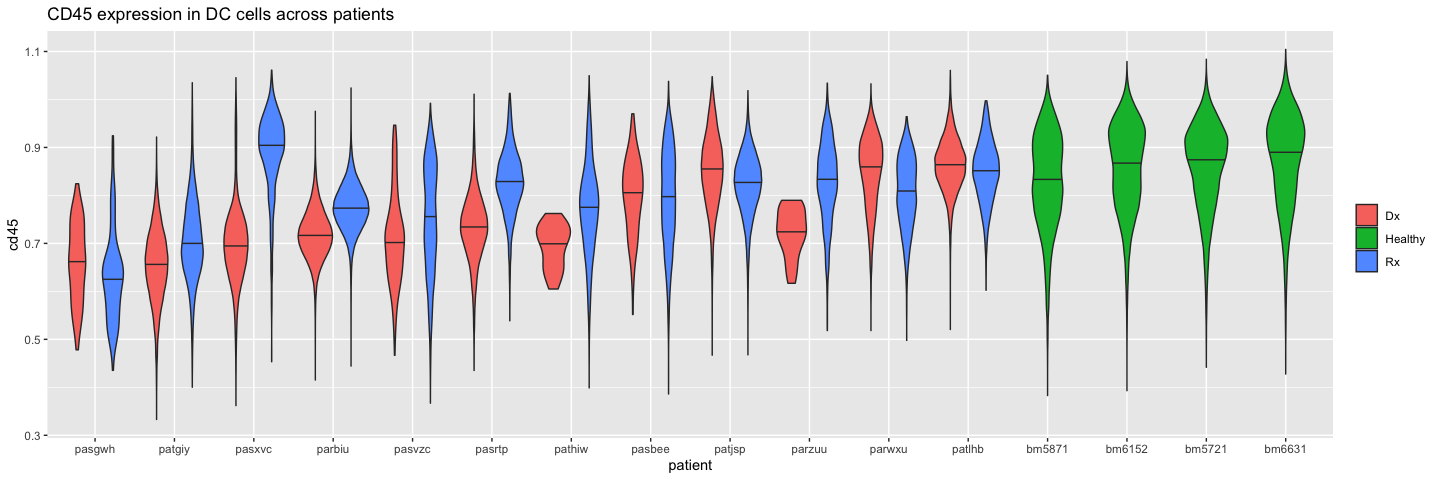 CD45 expression in DC cells across patients
1.1
0.9
0.7
0.5
0.3
cd45
pasgwh patgiy pasxvc parbiu pasvzc pasrtp pathiw pasbee patjsp parzuu parwxu patlhb bm5871 bm6152 bm5721 bm6631
patient
Dx
Healthy
Rx